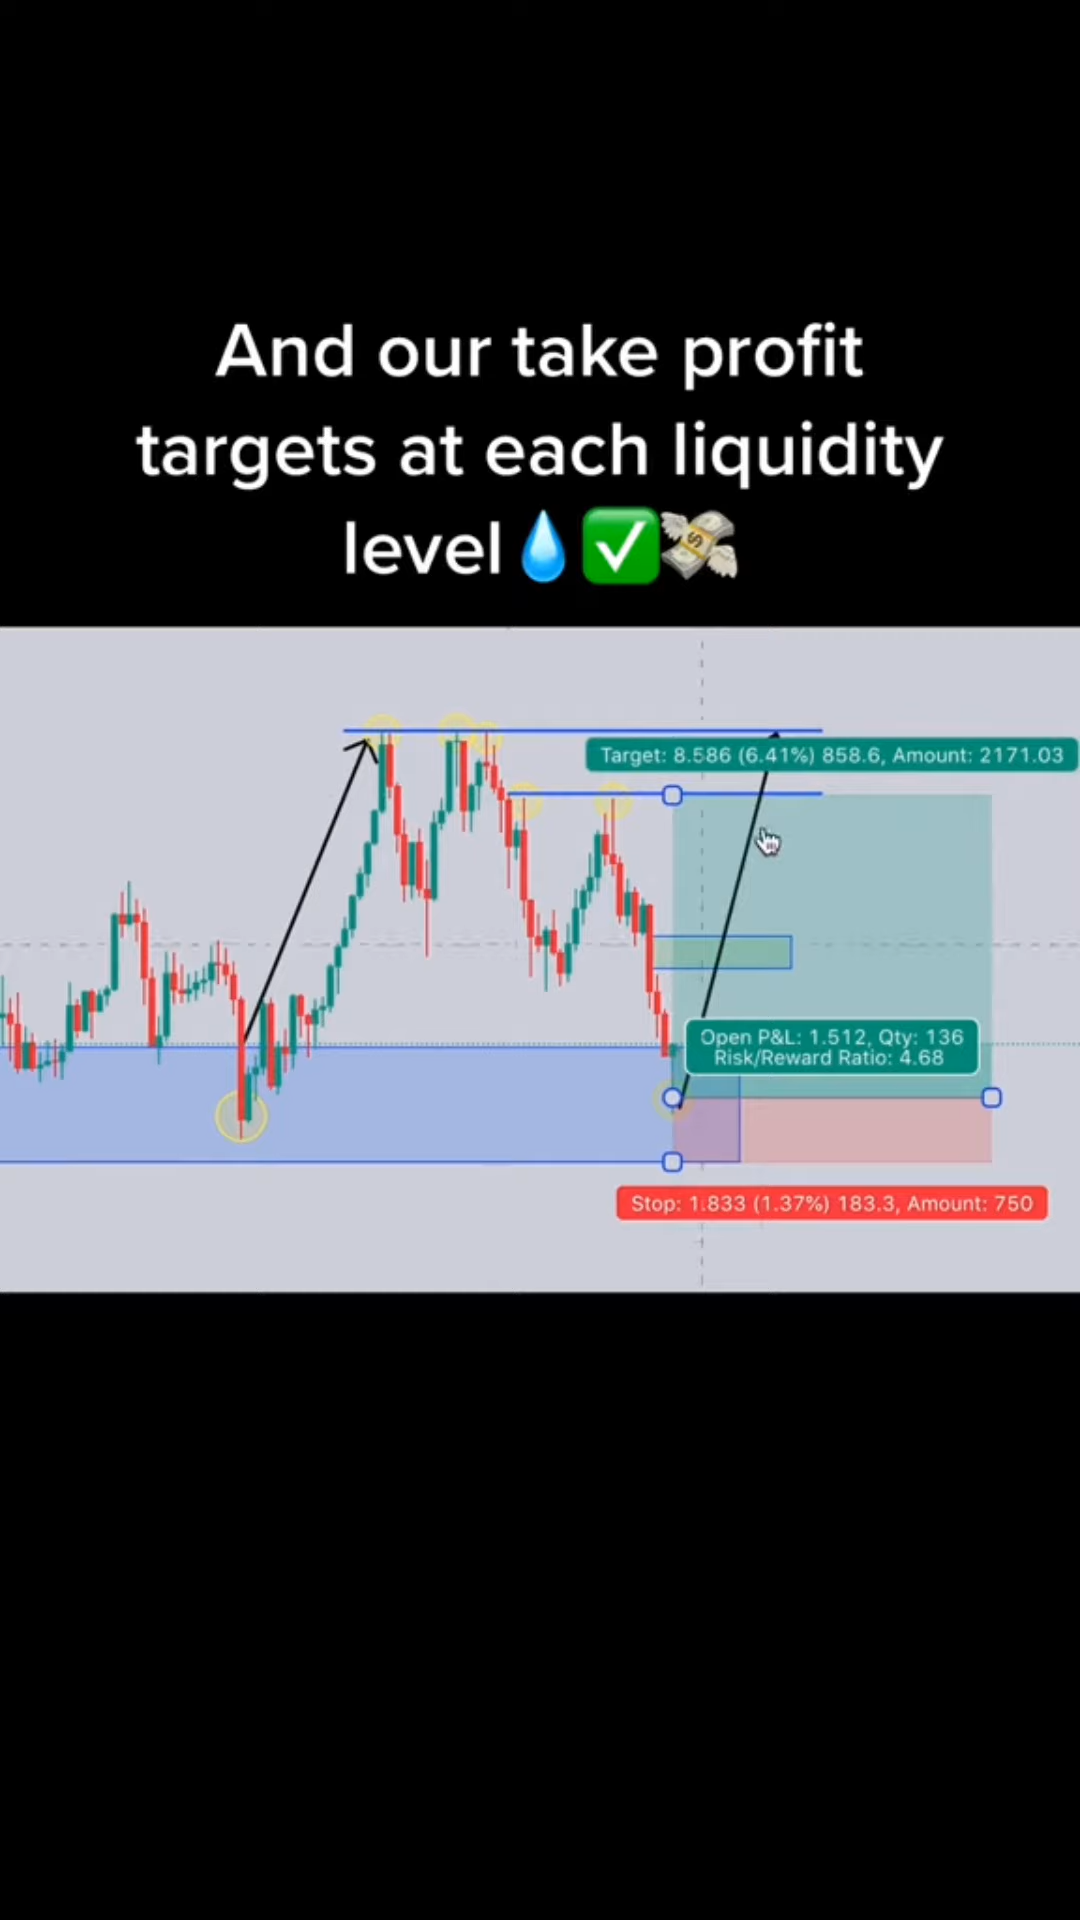 And our take profit
targets at each liquidity
level💧✅💸
Target: 8.586 (6.41%) 858.6, Amount: 2171.03
Open P&L: 1.512, Qty: 136
Risk/Reward Ratio: 4.68
Stop: 1.833 (1.37%) 183.3, Amount: 750